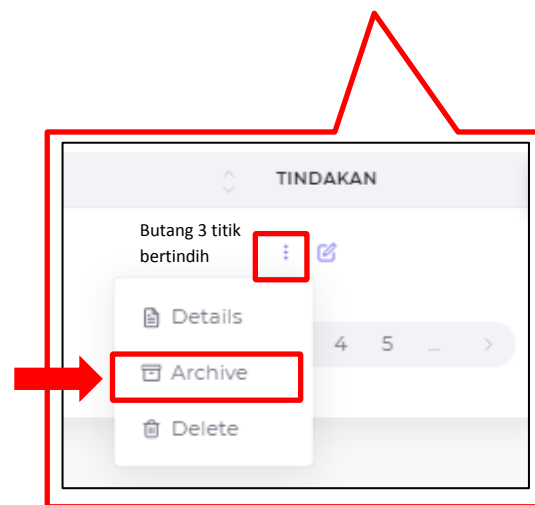 TINDAKAN
Butang 3 titik
bertindih
Details
4 5 ... >
Archive
Delete